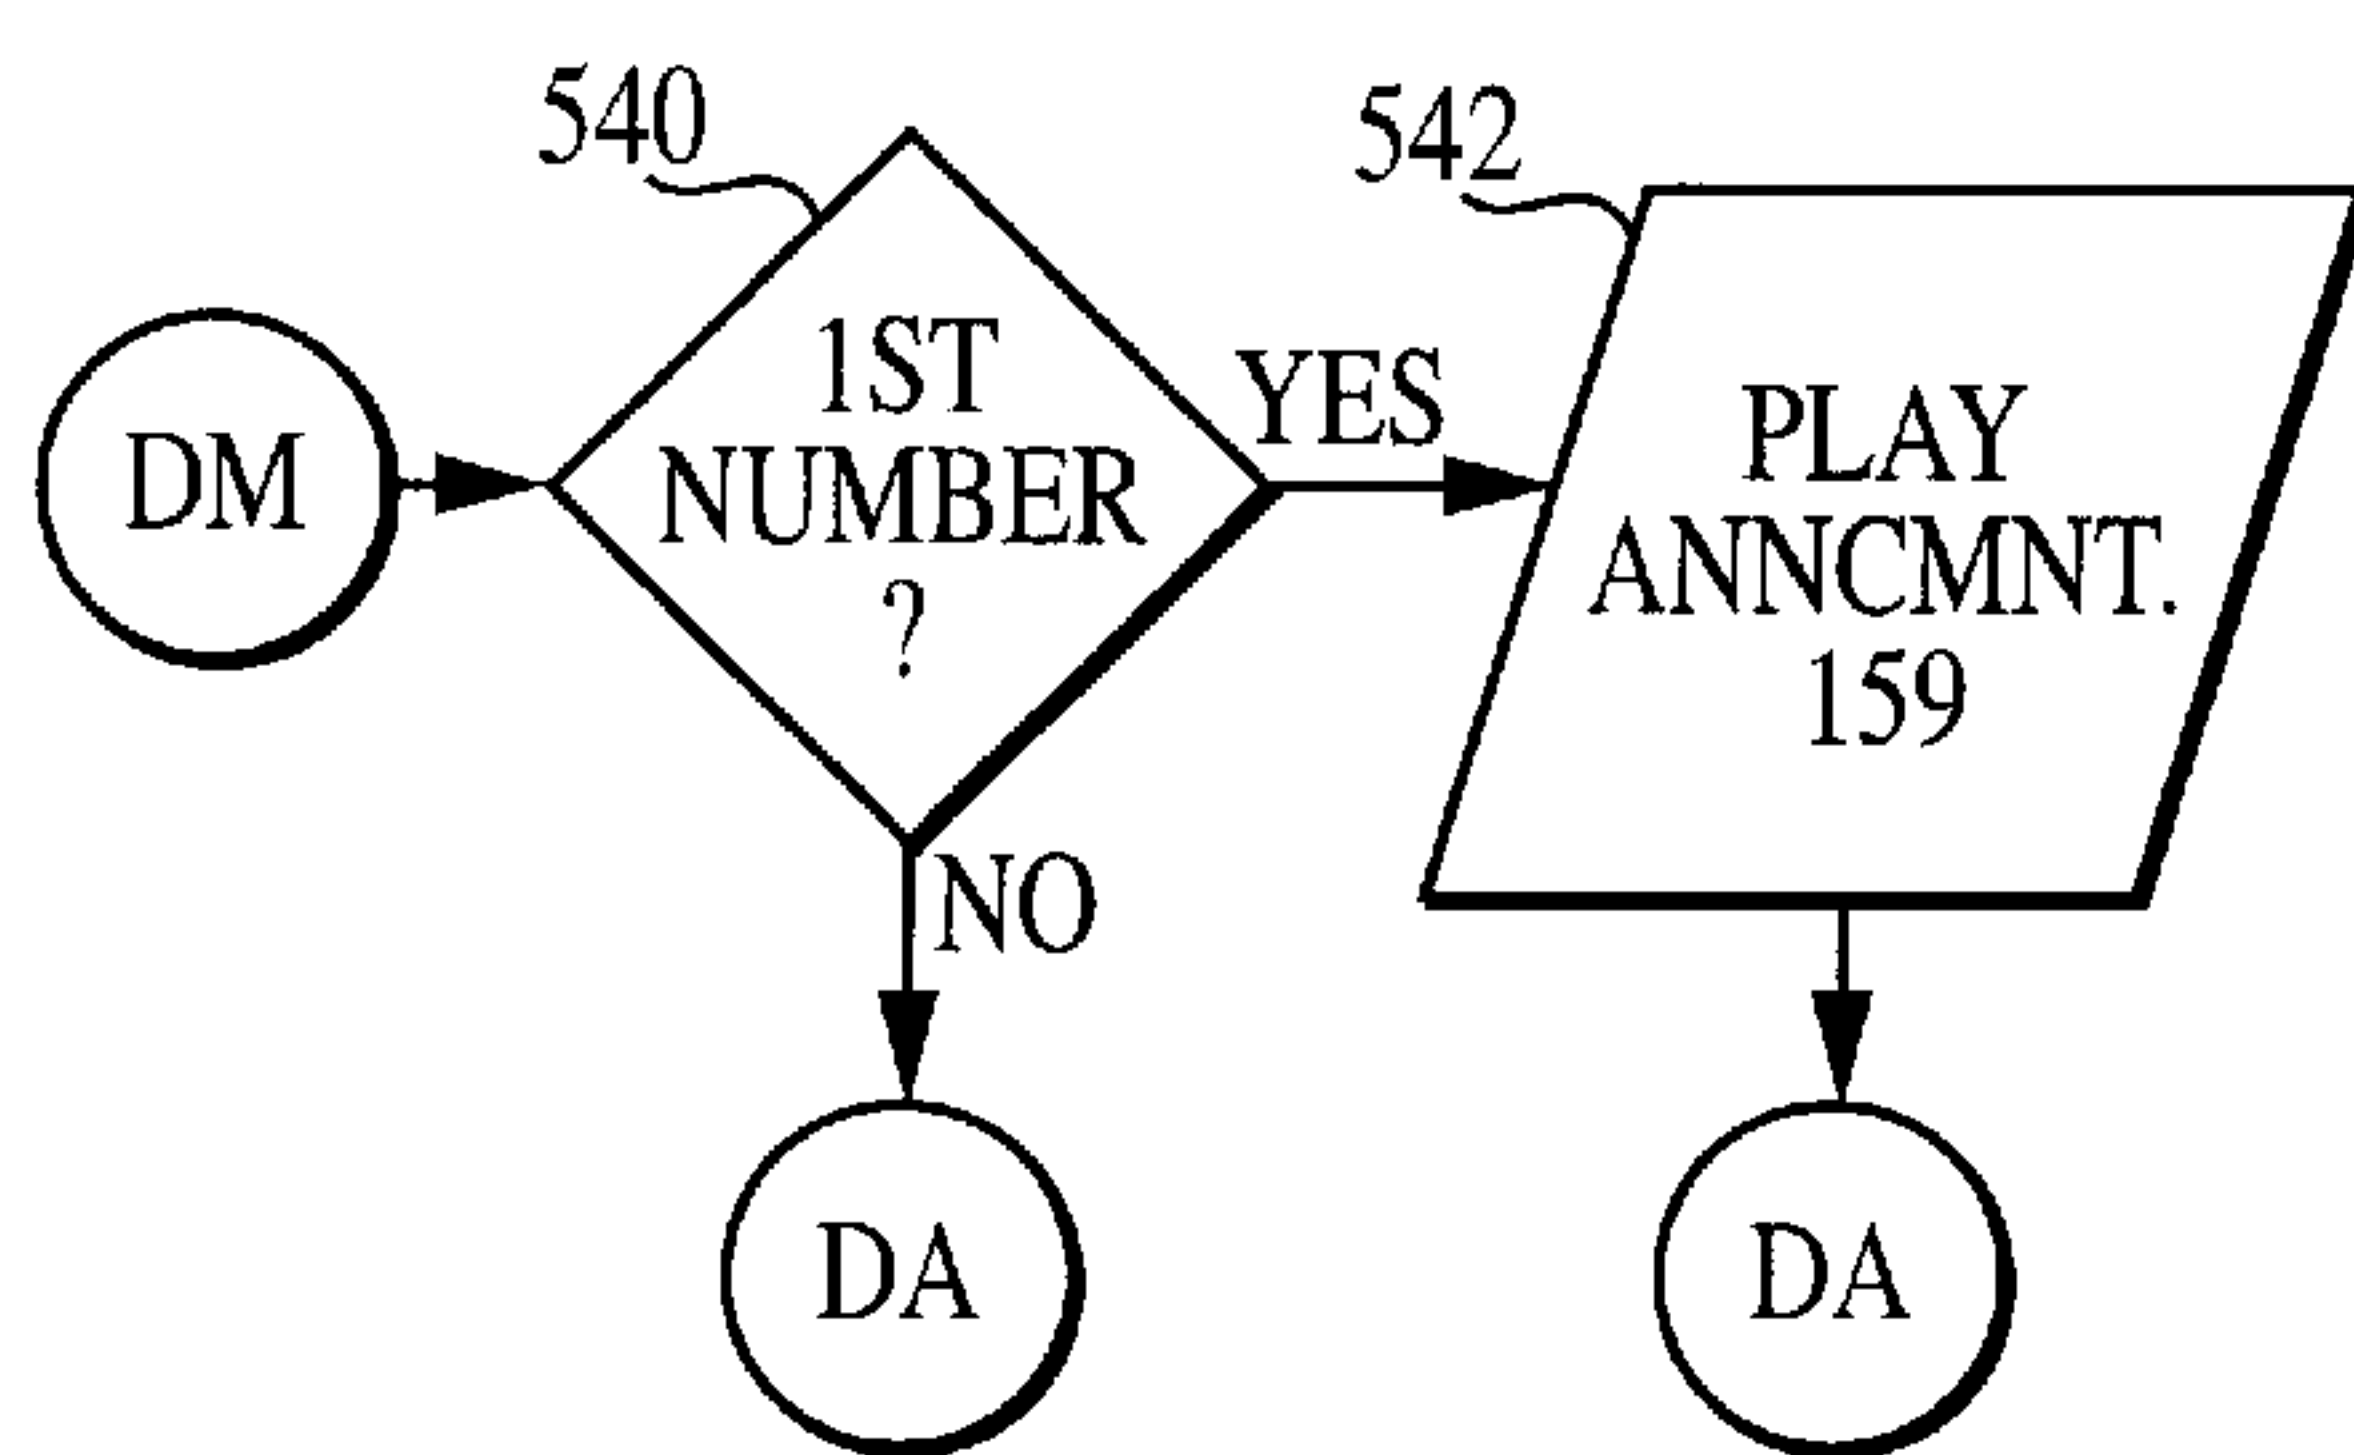 540
542
DM
1ST
NUMBER
?
YES
PLAY
ANNCMNT.
159
NO
DA
DA